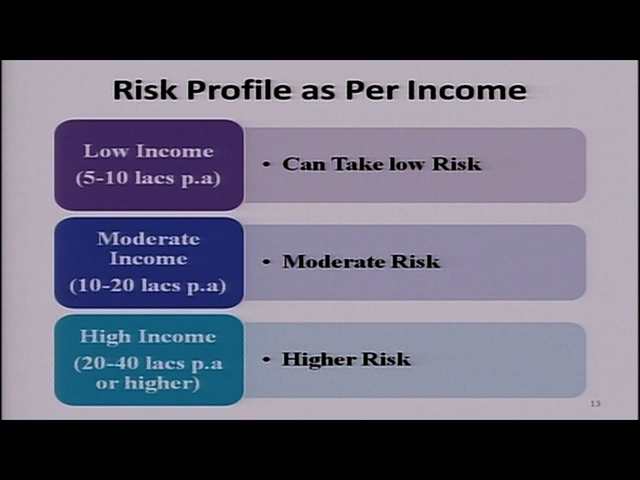 Risk Profile as Per Income
Low Income
(5-10 lacs p.a)
• Can Take low Risk
Moderate
Income
(10-20 lacs p.a)
• Moderate Risk
High Income
(20-40 lacs p.a
or higher)
• Higher Risk
13